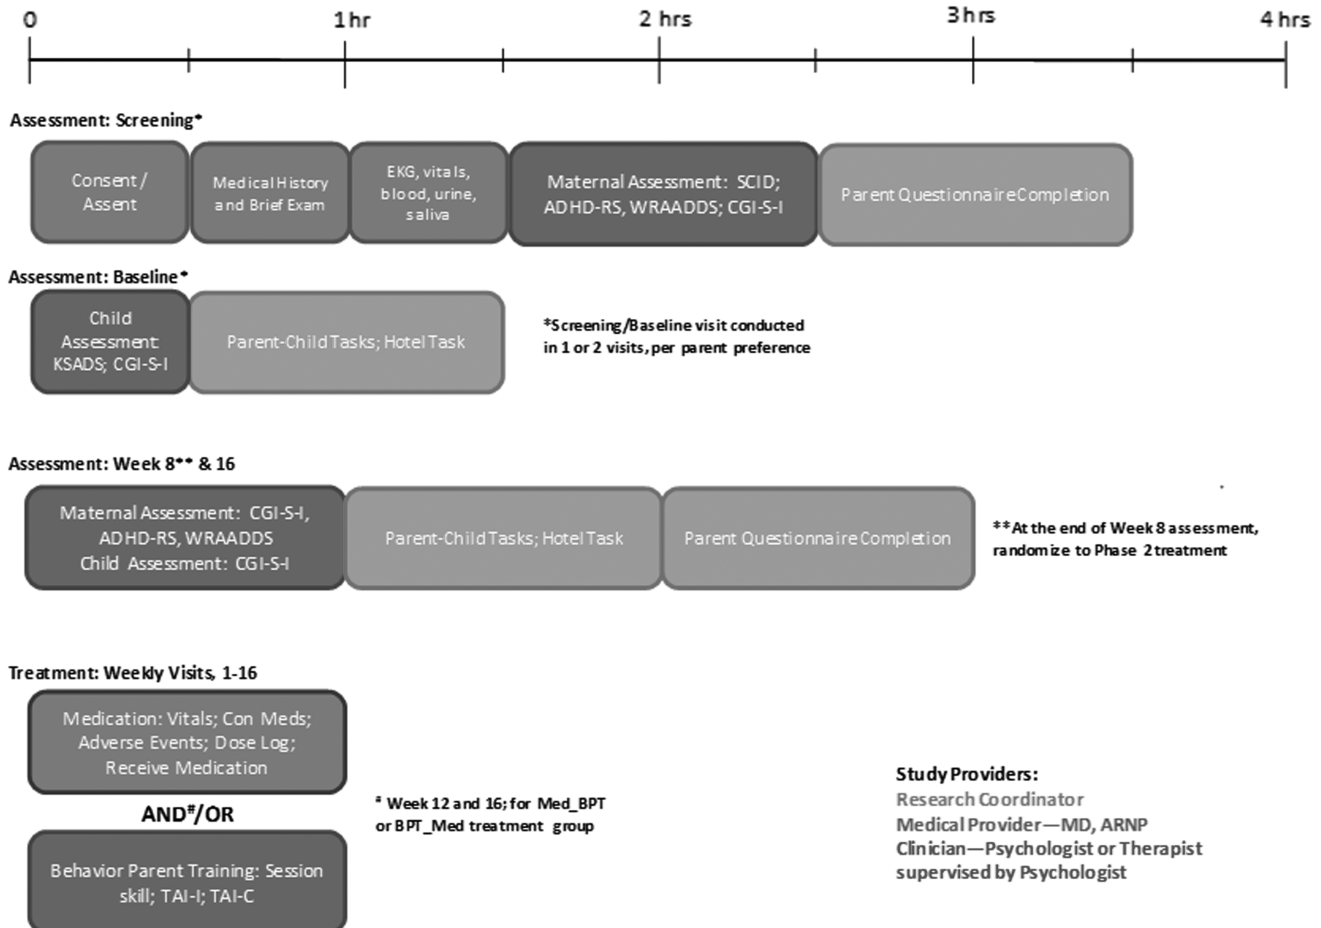 0 1hr 2 hrs 3hrs 4 hrs
Assessment: Screening*
Consent /
Assent
Medical History
and Brief Exam
EKG, vitals,
blood, urine,
saliva
Maternal Assessment: SCID;
ADHD-RS, WRAADDS; CGI-S-I
Parent Questionnaire Completion
Assessment: Baseline*
Child
Assessment:
KSADS; CGI-S-I
Parent-Child Tasks; Hotel Task
*Screening/Baseline visit conducted
in 1 or 2 visits, per parent preference
Assessment: Week 8** & 16
Maternal Assessment: CGI-S-I,
ADHD-RS, WRAADDS
Child Assessment: CGI-S-I
Parent-Child Tasks; Hotel Task
Parent Questionnaire Completion
**At the end of Week 8 assessment,
randomize to Phase 2 treatment
Treatment: Weekly Visits, 1-16
Medication: Vitals; Con Meds;
Adverse Events; Dose Log;
Receive Medication
AND#/OR
Behavior Parent Training: Session
skill; TAI-I; TAI-C
# Week 12 and 16; for Med_BPT
or BPT_Med treatment group
Study Providers:
Research Coordinator
Medical Provider—MD, ARNP
Clinician—Psychologist or Therapist
supervised by Psychologist